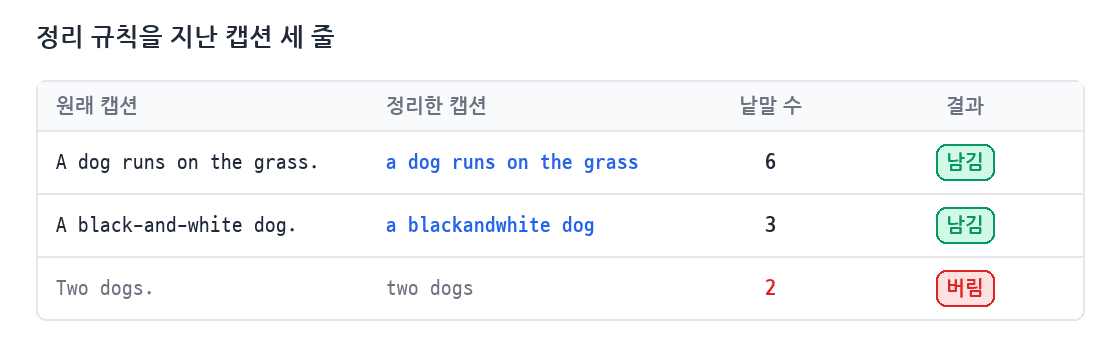 정리 규칙을 지난 캡션 세 줄
원래 캡션 정리한 캡션 낱말 수 결과
A dog runs on the grass. a dog runs on the grass 6 남김
A black-and-white dog. a blackandwhite dog 3 남김
Two dogs. two dogs 2 버림